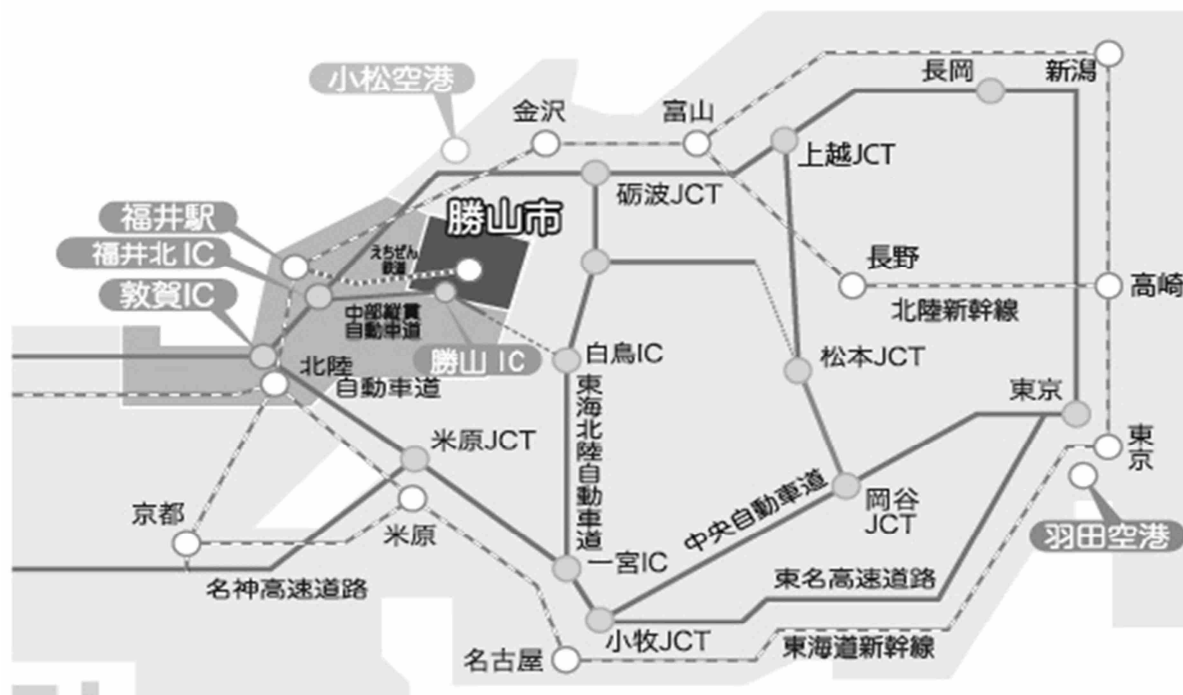 小松空港
長岡
新潟
金沢
富山
上越JCT
砺波JCT
勝山市
福井駅
福井北IC
えちぜん
鉄道
長野
高崎
敦賀IC
中部縦貫
自動車道
北陸新幹線
勝山 IC
白鳥IC
松本JCT
北陸
自動車道
東京
東海北陸自動車道
米原JCT
東京
京都
米原
中央自動車道
岡谷
JCT
羽田空港
一宮IC
名神高速道路
東名高速道路
小牧JCT
東海道新幹線
名古屋